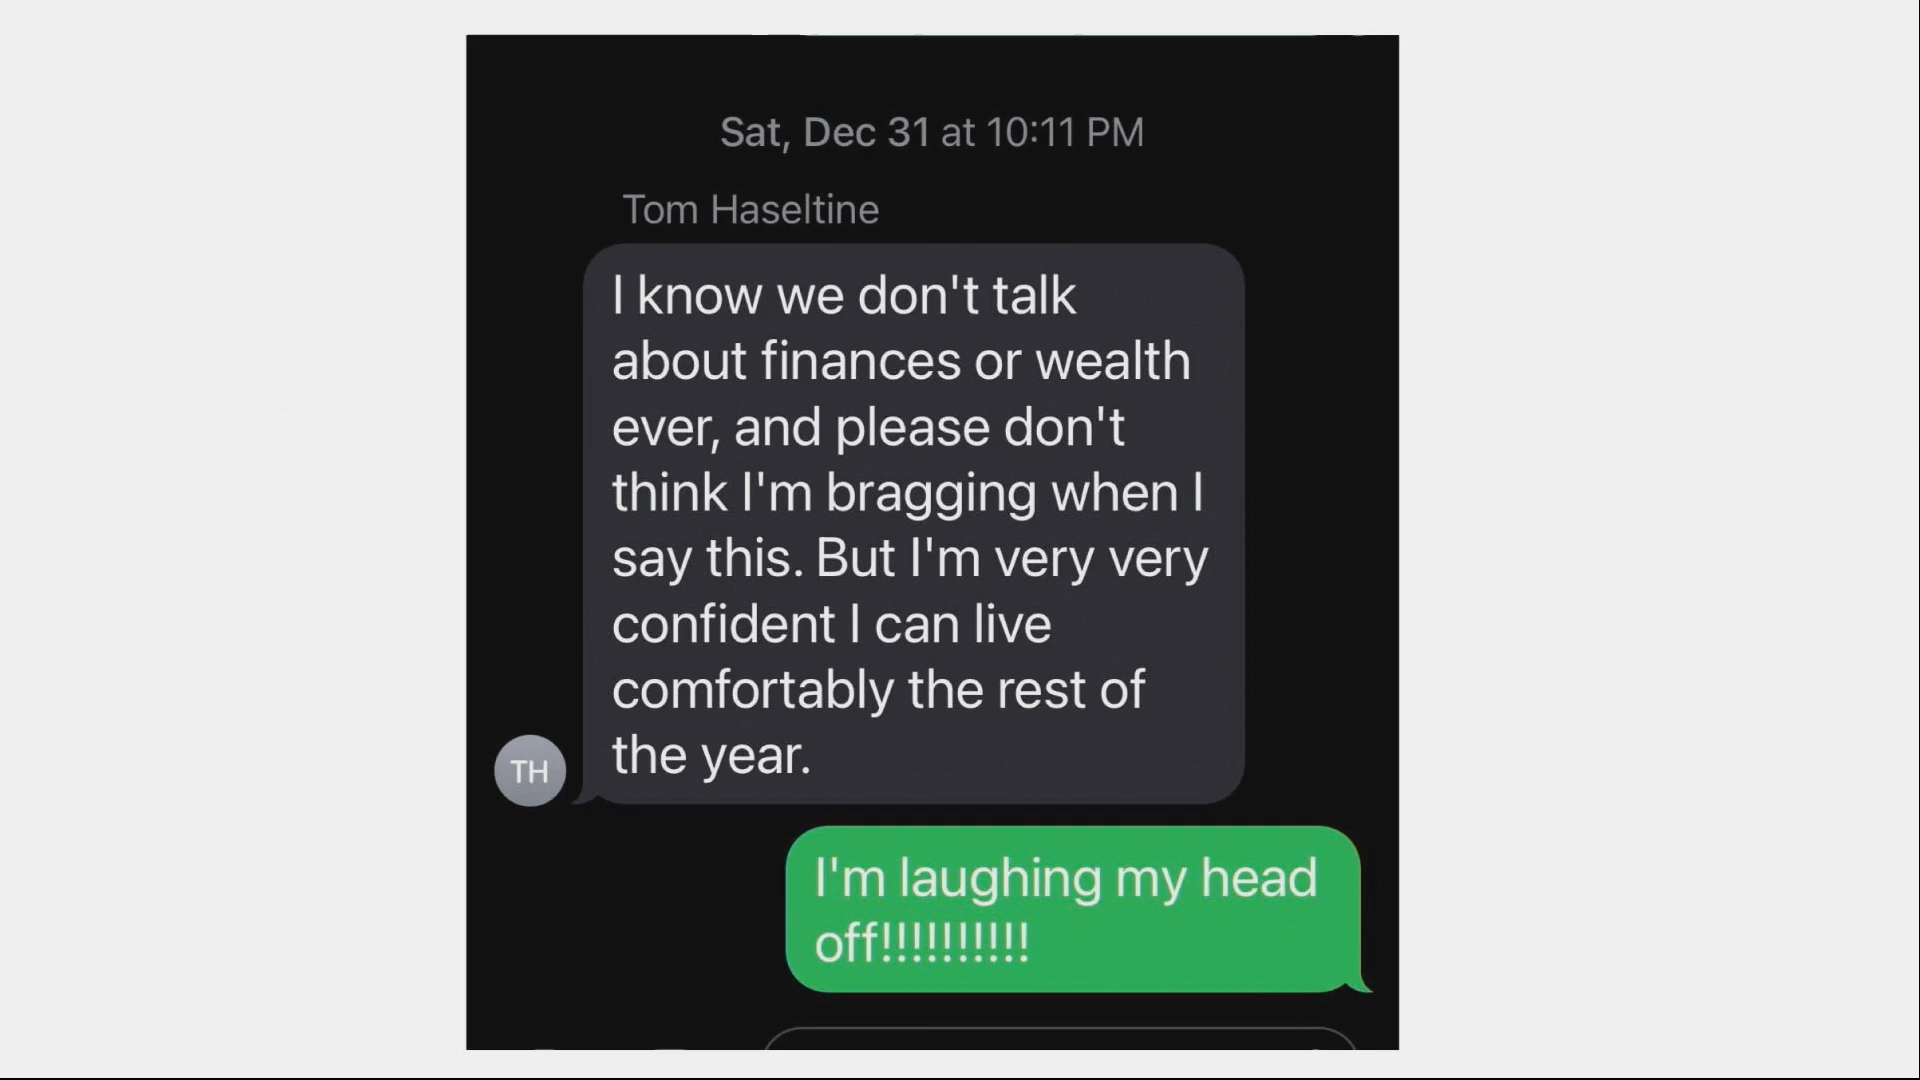 Sat, Dec 31 at 10:11 PM
Tom Haseltine
I know we don't talk
about finances or wealth
ever, and please don't
think I'm bragging when I
say this. But I'm very very
confident I can live
comfortably the rest of
the year.
TH
I'm laughing my head
off!!!!!!!!!!